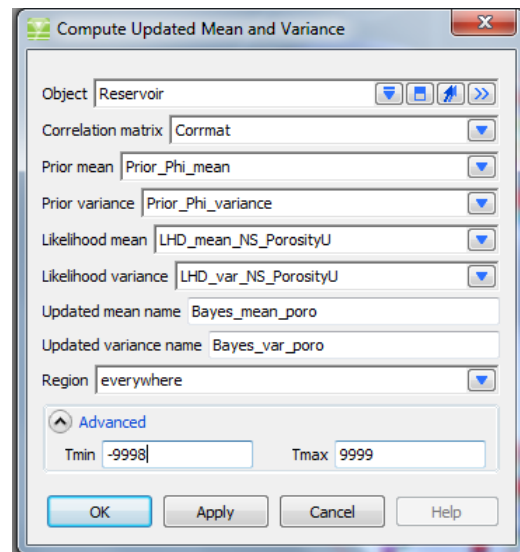 Compute Updated Mean and Variance
Object Reservoir
Correlation matrix Corrmat
Prior mean Prior_Phi_mean
Prior variance Prior_Phi_variance
Likelihood mean LHD_mean_NS_PorosityU
Likelihood variance LHD_var_NS_PorosityU
Updated mean name Bayes_mean_poro
Updated variance name Bayes_var_poro
Region everywhere
Advanced
Tmin -9998 Tmax 9999
OK Apply Cancel Help